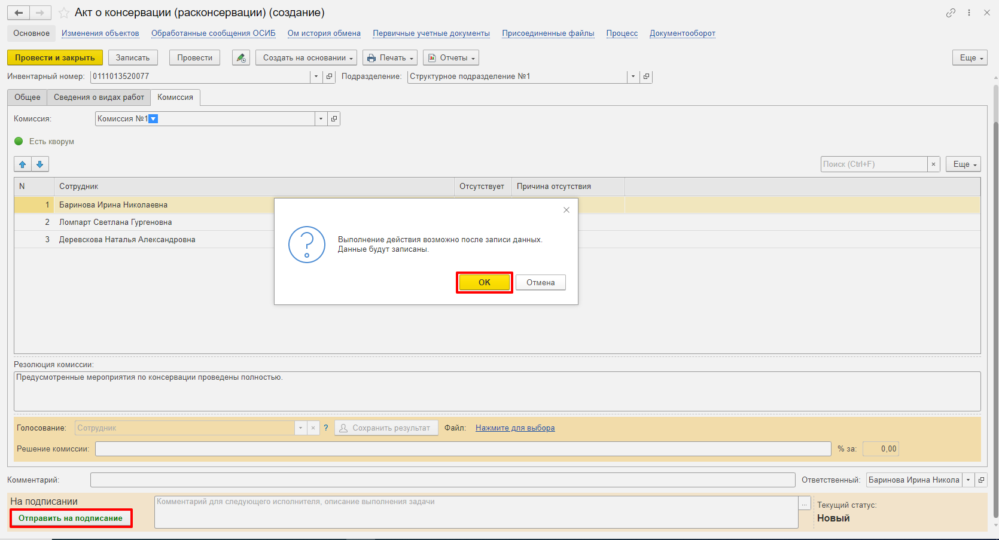 Акт о консервации (расконсервации) (создание)
Основное Изменения объектов Обработанные сообщения ОСИБ Ом история обмена Первичные учетные документы Присоединенные файлы Процесс Документооборот
Провести и закрыть Записать Провести Создать на основании Печать Отчеты Еще
Инвентарный номер: 0111013520077 Подразделение: Структурное подразделение №1
Общее Сведения о видах работ Комиссия
Комиссия: Комиссия №1
Есть кворум
Поиск (Ctrl+F) × Еще
N Сотрудник Отсутствует Причина отсутствия
1 Баринова Ирина Николаевна
2 Ломпарт Светлана Гургеновна
3 Деревскова Наталья Александровна
Выполнение действия возможно после записи данных.
Данные будут записаны.
ОК Отмена
Резолюция комиссии:
Предусмотренные мероприятия по консервации проведены полностью.
Голосование: Сотрудник × ? Сохранить результат Файл: Нажмите для выбора
Решение комиссии: % за: 0,00
Комментарий: Ответственный: Баринова Ирина Никола
На подписании Комментарий для следующего исполнителя, описание выполнения задачи ... Текущий статус:
Отправить на подписание Новый